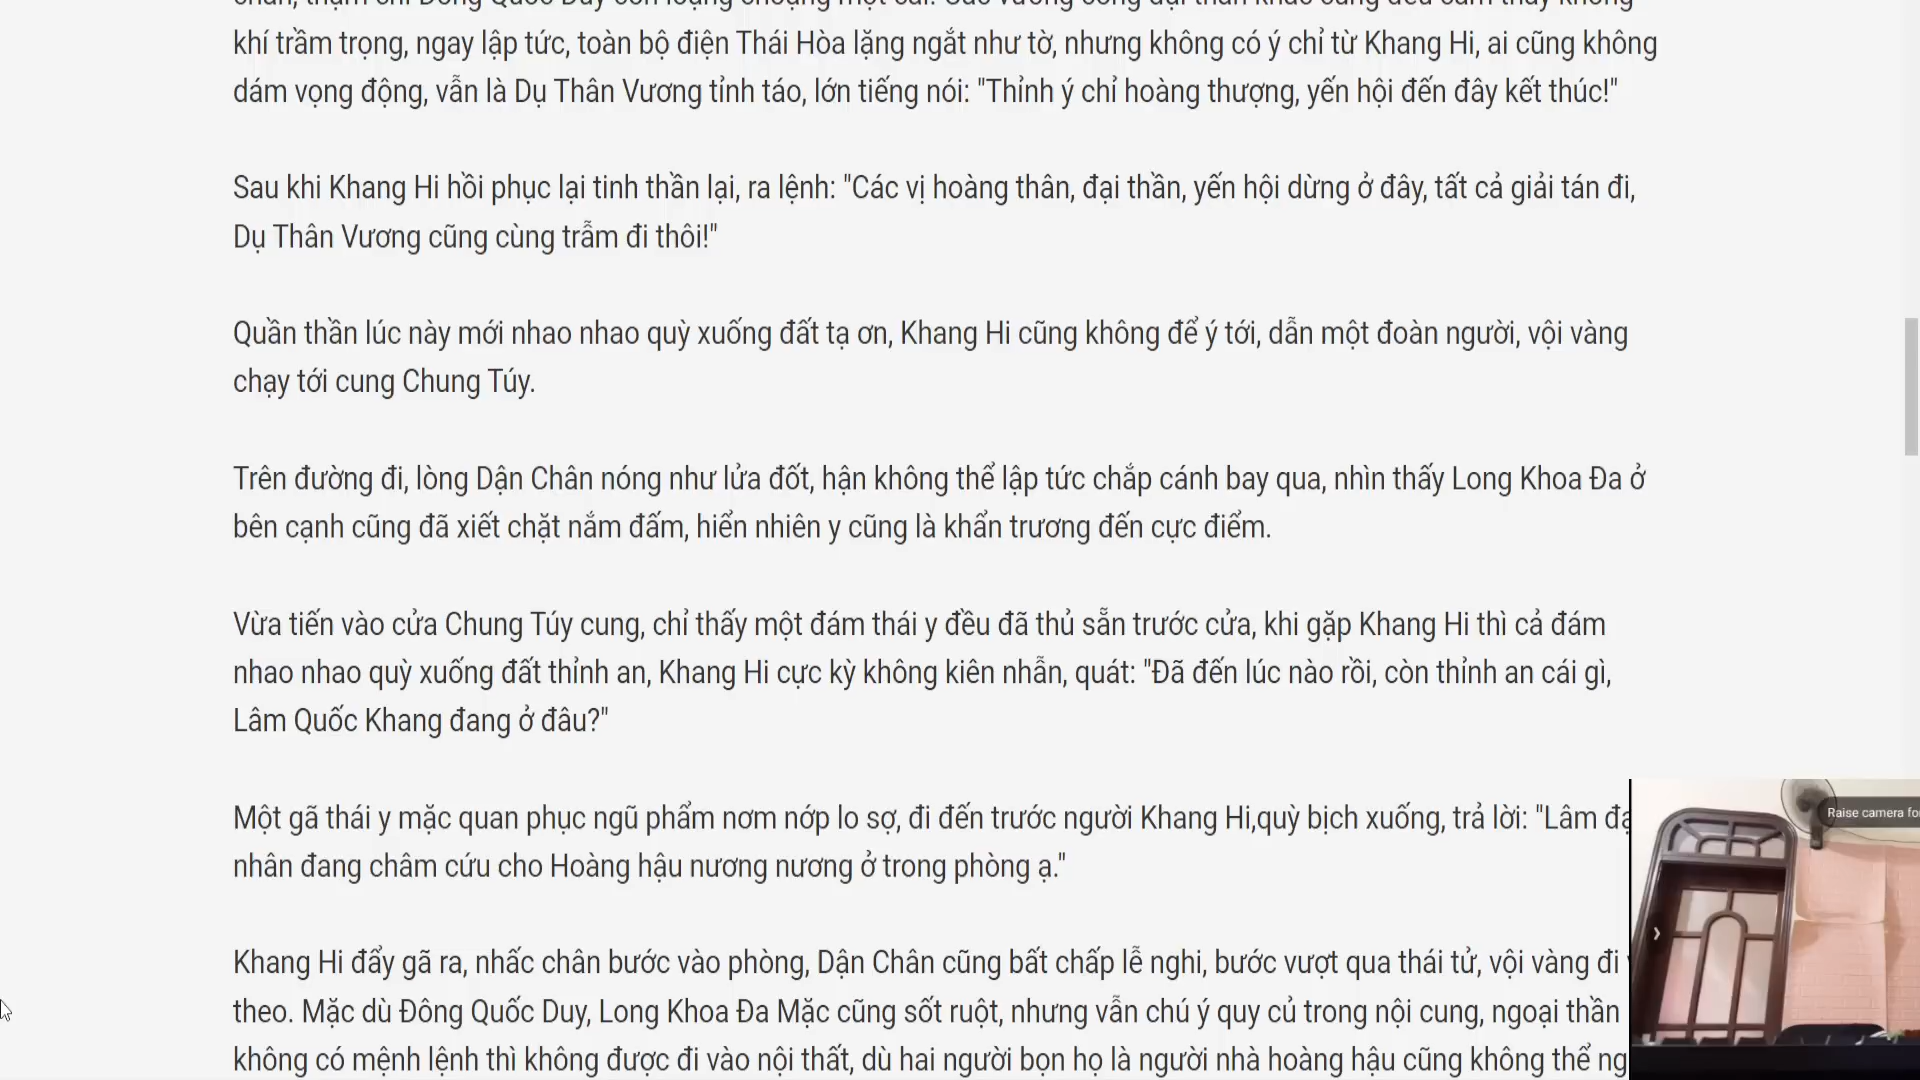 khí trầm trọng, ngay lập tức, toàn bộ điện Thái Hòa lặng ngắt như tờ, nhưng không có ý chỉ từ Khang Hi, ai cũng không
dám vọng động, vẫn là Dụ Thân Vương tỉnh táo, lớn tiếng nói: "Thỉnh ý chỉ hoàng thượng, yến hội đến đây kết thúc!"
Sau khi Khang Hi hồi phục lại tinh thần lại, ra lệnh: "Các vị hoàng thân, đại thần, yến hội dừng ở đây, tất cả giải tán đi,
Dụ Thân Vương cũng cùng trẫm đi thôi!"
Quần thần lúc này mới nhao nhao quỳ xuống đất tạ ơn, Khang Hi cũng không để ý tới, dẫn một đoàn người, vội vàng
chạy tới cung Chung Túy.
Trên đường đi, lòng Dận Chân nóng như lửa đốt, hận không thể lập tức chắp cánh bay qua, nhìn thấy Long Khoa Đa ở
bên cạnh cũng đã xiết chặt nắm đấm, hiển nhiên y cũng là khẩn trương đến cực điểm.
Vừa tiến vào cửa Chung Túy cung, chỉ thấy một đám thái y đều đã thủ sẵn trước cửa, khi gặp Khang Hi thì cả đám
nhao nhao quỳ xuống đất thỉnh an, Khang Hi cực kỳ không kiên nhẫn, quát: "Đã đến lúc nào rồi, còn thỉnh an cái gì,
Lâm Quốc Khang đang ở đâu?"
Một gã thái y mặc quan phục ngũ phẩm nơm nớp lo sợ, đi đến trước người Khang Hi,quỳ bịch xuống, trả lời: "Lâm
nhân đang châm cứu cho Hoàng hậu nương nương ở trong phòng ạ."
Khang Hi đẩy gã ra, nhấc chân bước vào phòng, Dận Chân cũng bất chấp lễ nghi, bước vượt qua thái tử, vội vàng đi
theo. Mặc dù Đông Quốc Duy, Long Khoa Đa Mặc cũng sốt ruột, nhưng vẫn chú ý quy củ trong nội cung, ngoại thần
không có mệnh lệnh thì không được đi vào nội thất, dù hai người bọn họ là người nhà hoàng hậu cũng không thể
Raise camera